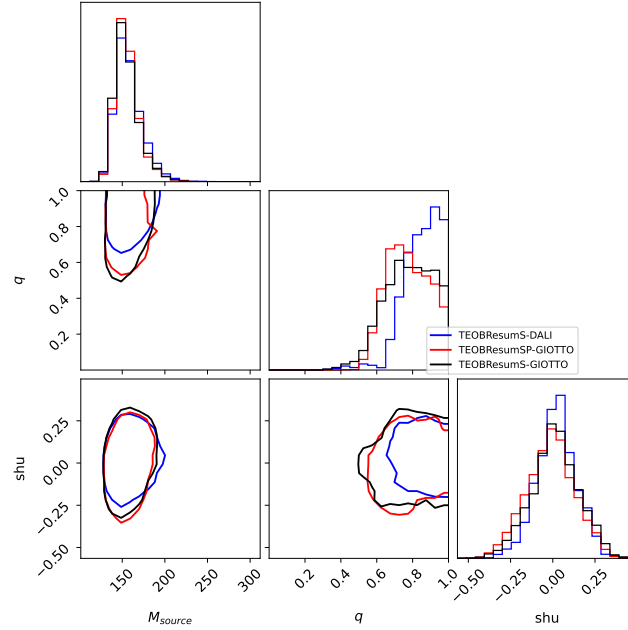 1.0
0.8
0.6
0.4
0.2
q
TEOBResumS-DALI
TEOBResumSP-GIOTTO
TEOBResumS-GIOTTO
0.25
0.00
−0.25
−0.50
shu
150
200
250
300
M_source
0.2
0.4
0.6
0.8
1.0
q
−0.50
−0.25
0.00
0.25
shu